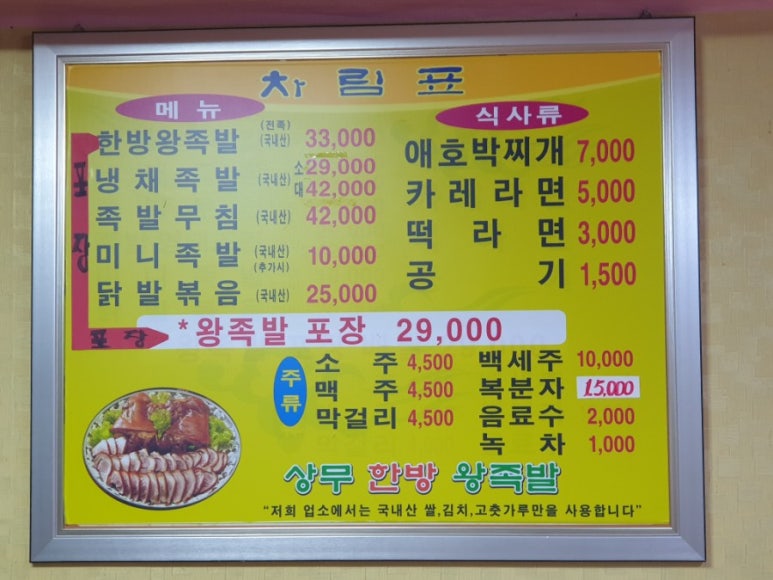 차림표
메 뉴
한방왕족발 (전족) (국내산) 33,000
냉채족발 (국내산) 소 29,000
대 42,000
족발무침 (국내산) 42,000
미니족발 (국내산) (추가시) 10,000
닭발볶음 (국내산) 25,000
포장
포장
*왕족발 포장 29,000
식사류
애호박찌개 7,000
카레라면 5,000
떡라면 3,000
공기 1,500
주류
소주 4,500
맥주 4,500
막걸리 4,500
백세주 10,000
복분자 15,000
음료수 2,000
녹차 1,000
상무 한방 왕족발
"저희 업소에서는 국내산 쌀,김치,고춧가루만을 사용합니다"